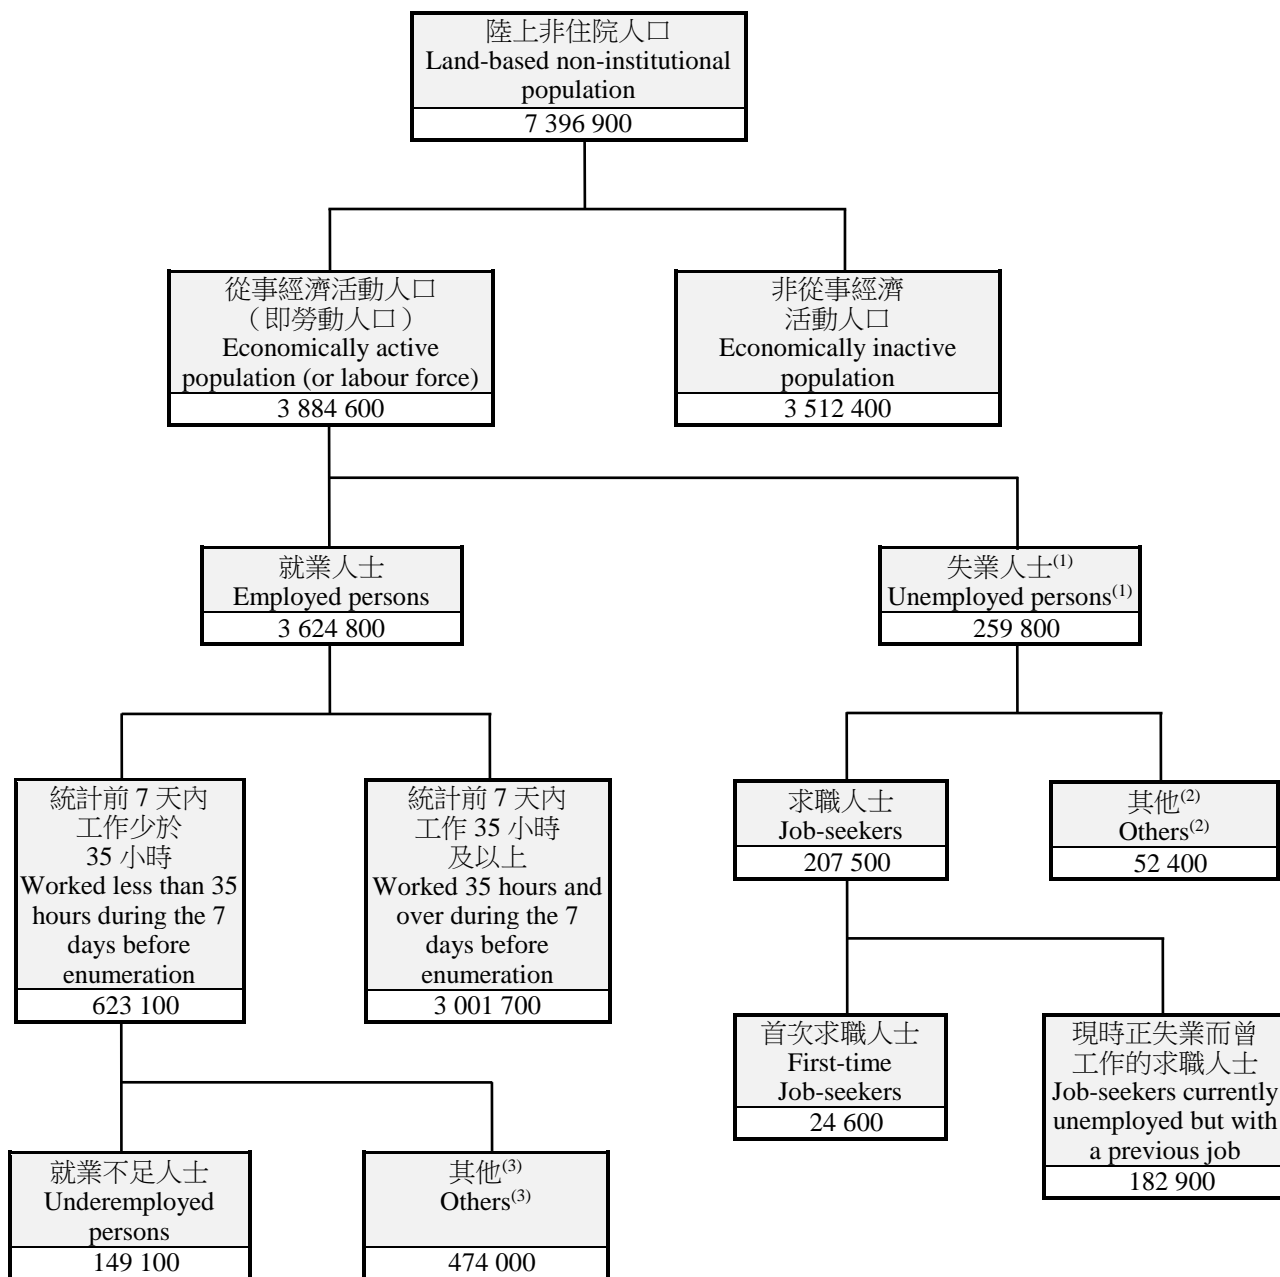 陸上非住院人口
Land-based non-institutional
population
7 396 900
從事經濟活動人口
（即勞動人口）
Economically active
population (or labour force)
3 884 600
非從事經濟
活動人口
Economically inactive
population
3 512 400
就業人士
Employed persons
3 624 800
失業人士(1)
Unemployed persons(1)
259 800
統計前 7 天內
工作少於
35 小時
Worked less than 35
hours during the 7
days before
enumeration
623 100
統計前 7 天內
工作 35 小時
及以上
Worked 35 hours and
over during the 7
days before
enumeration
3 001 700
求職人士
Job-seekers
207 500
其他(2)
Others(2)
52 400
首次求職人士
First-time
Job-seekers
24 600
現時正失業而曾
工作的求職人士
Job-seekers currently
unemployed but with
a previous job
182 900
就業不足人士
Underemployed
persons
149 100
其他(3)
Others(3)
474 000